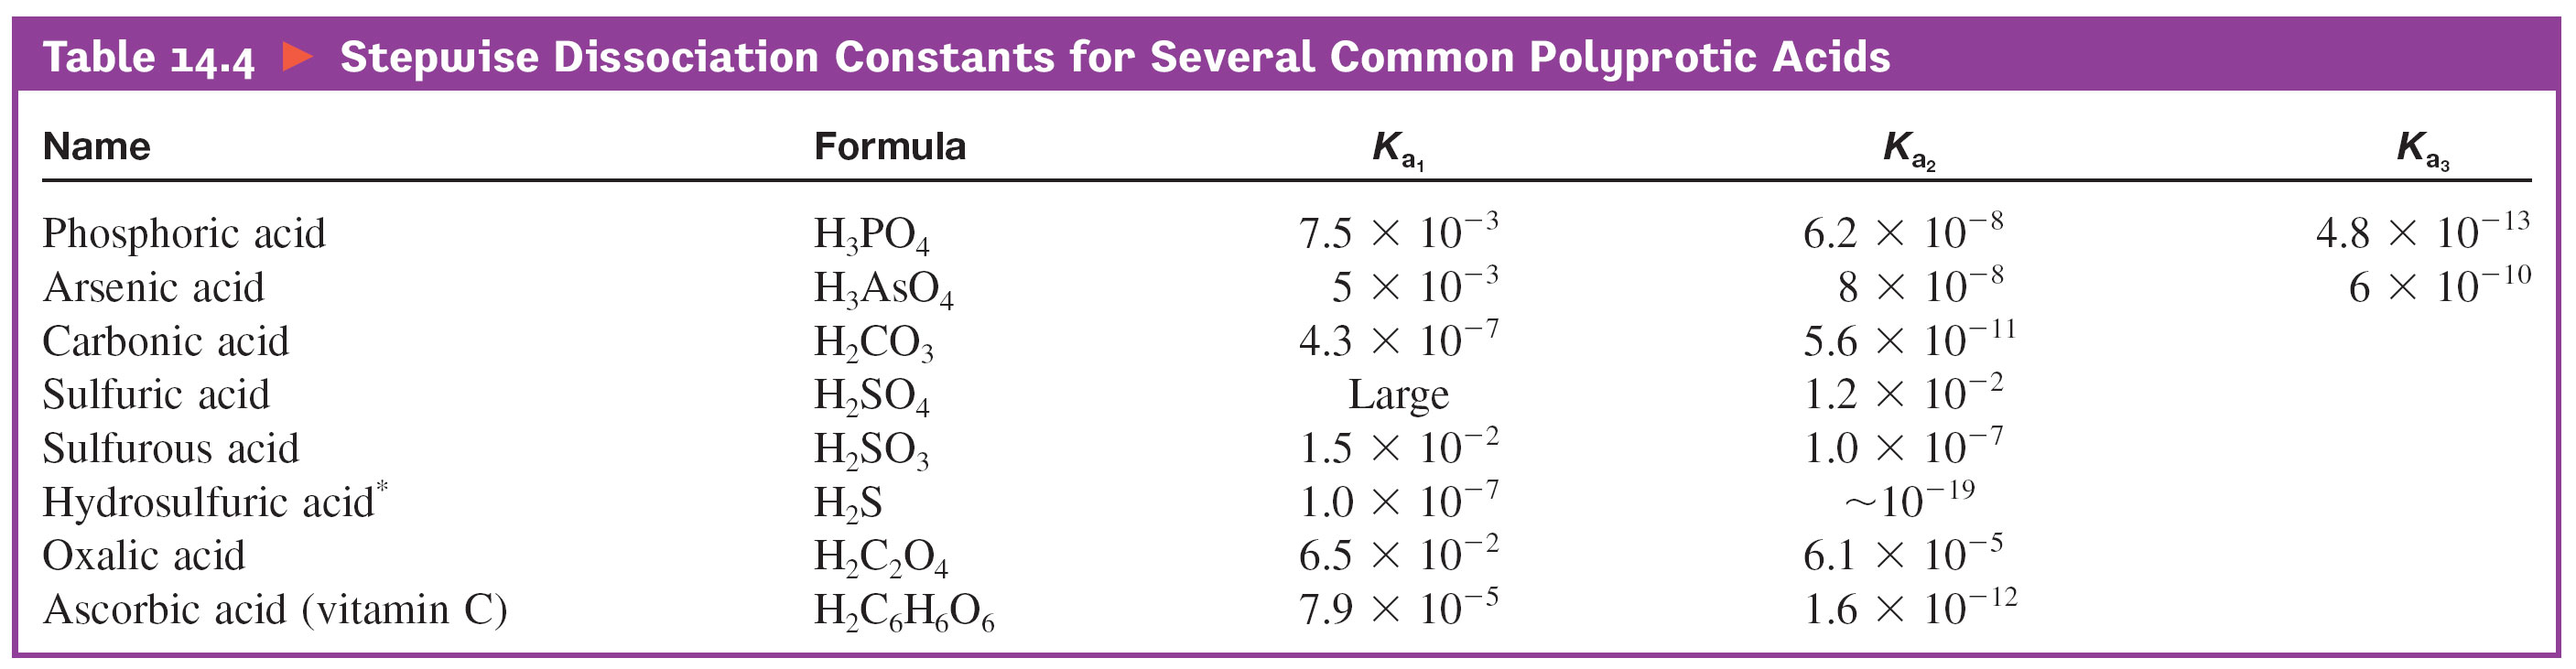 Table 14.4 ▶ Stepwise Dissociation Constants for Several Common Polyprotic Acids
Name Formula Kₐ₁ Kₐ₂ Kₐ₃
Phosphoric acid H₃PO₄ 7.5 × 10⁻³ 6.2 × 10⁻⁸ 4.8 × 10⁻¹³
Arsenic acid H₃AsO₄ 5 × 10⁻³ 8 × 10⁻⁸ 6 × 10⁻¹⁰
Carbonic acid H₂CO₃ 4.3 × 10⁻⁷ 5.6 × 10⁻¹¹
Sulfuric acid H₂SO₄ Large 1.2 × 10⁻²
Sulfurous acid H₂SO₃ 1.5 × 10⁻² 1.0 × 10⁻⁷
Hydrosulfuric acid* H₂S 1.0 × 10⁻⁷ ~10⁻¹⁹
Oxalic acid H₂C₂O₄ 6.5 × 10⁻² 6.1 × 10⁻⁵
Ascorbic acid (vitamin C) H₂C₆H₆O₆ 7.9 × 10⁻⁵ 1.6 × 10⁻¹²